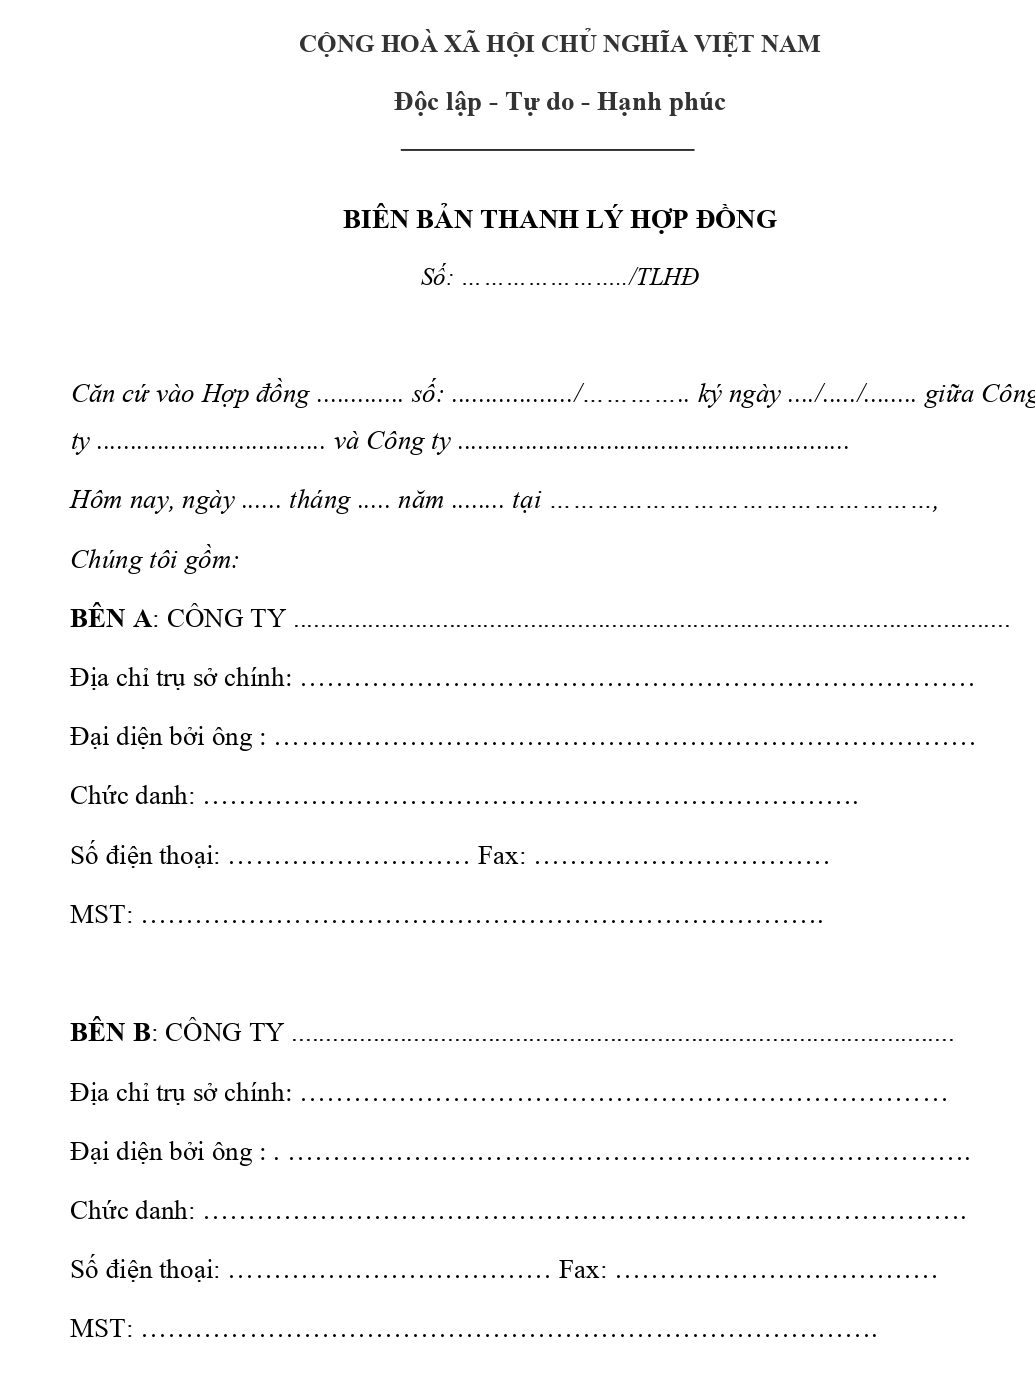 CỘNG HOÀ XÃ HỘI CHỦ NGHĨA VIỆT NAM
Độc lập - Tự do - Hạnh phúc
BIÊN BẢN THANH LÝ HỢP ĐỒNG
Số: …………………../TLHĐ
Căn cứ vào Hợp đồng ............. số: ................../………….. ký ngày ..../...../........ giữa Công
ty .................................. và Công ty ..........................................................
Hôm nay, ngày ...... tháng ..... năm ........ tại …………………………………………,
Chúng tôi gồm:
BÊN A: CÔNG TY ..........................................................................................................
Địa chỉ trụ sở chính: …………………………………………………………………
Đại diện bởi ông : ……………………………………………………………………
Chức danh: ……………………………………………………………….
Số điện thoại: ……………………… Fax: ……………………………
MST: ………………………………………………………………….
BÊN B: CÔNG TY ..................................................................................................
Địa chỉ trụ sở chính: ………………………………………………………………
Đại diện bởi ông : . ………………………………………………………………….
Chức danh: ………………………………………………………………………….
Số điện thoại: ……………………………… Fax: ………………………………
MST: ……………………………………………………………………….